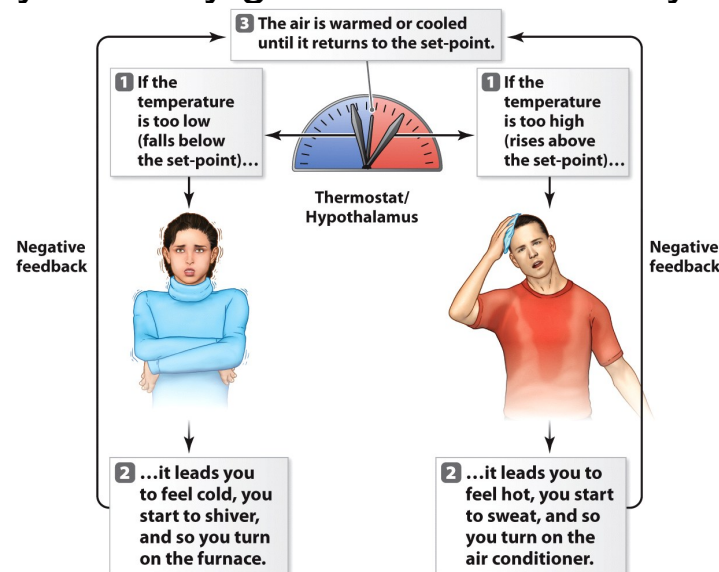 3 The air is warmed or cooled
until it returns to the set-point.
1 If the
temperature
is too low
(falls below
the set-point)...
1 If the
temperature
is too high
(rises above
the set-point)...
Thermostat/
Hypothalamus
Negative
feedback
Negative
feedback
2 ...it leads you
to feel cold, you
start to shiver,
and so you turn
on the furnace.
2 ...it leads you to
feel hot, you start
to sweat, and so
you turn on the
air conditioner.